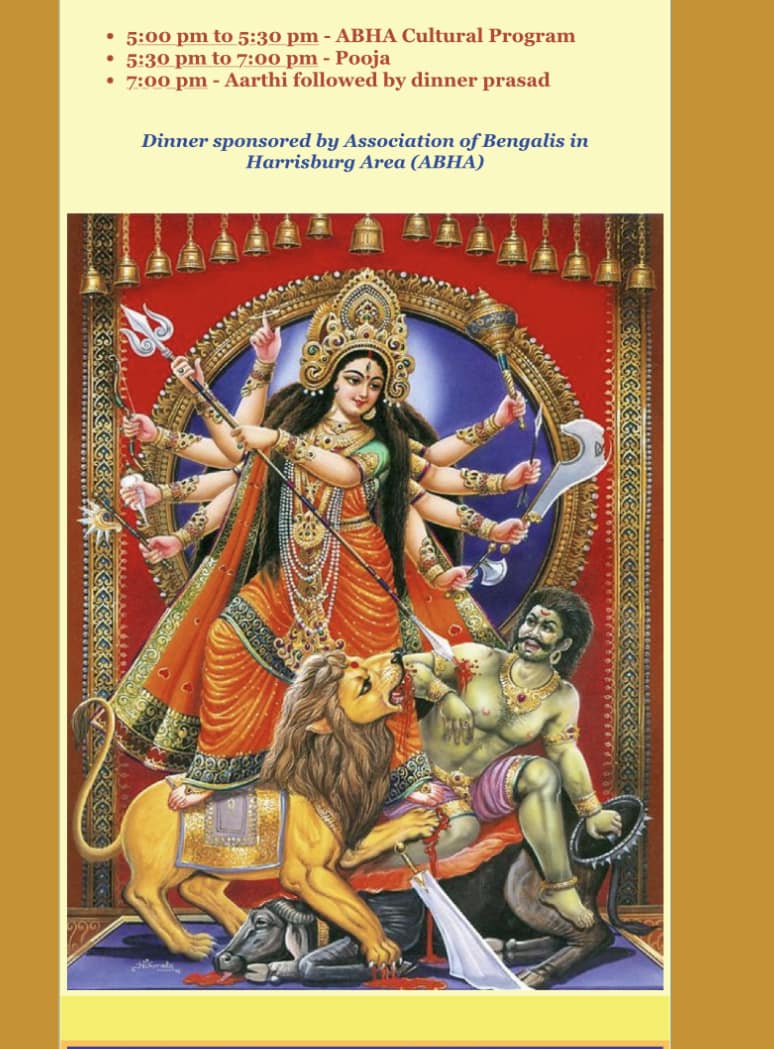 5:00 pm to 5:30 pm - ABHA Cultural Program
5:30 pm to 7:00 pm - Pooja
7:00 pm - Aarthi followed by dinner prasad
Dinner sponsored by Association of Bengalis in
Harrisburg Area (ABHA)